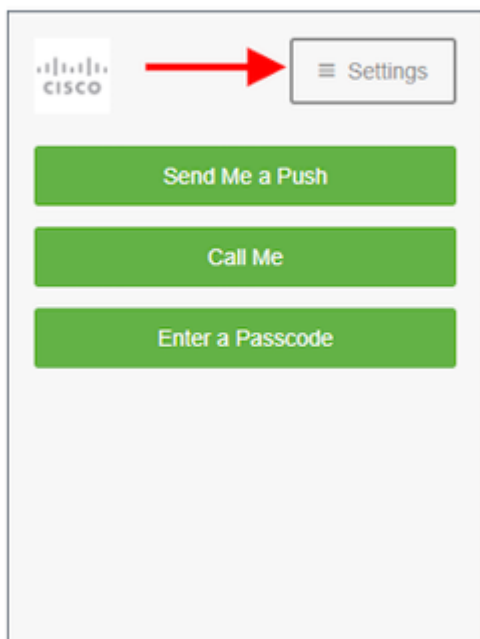 CISCO
Settings
Send Me a Push
Call Me
Enter a Passcode